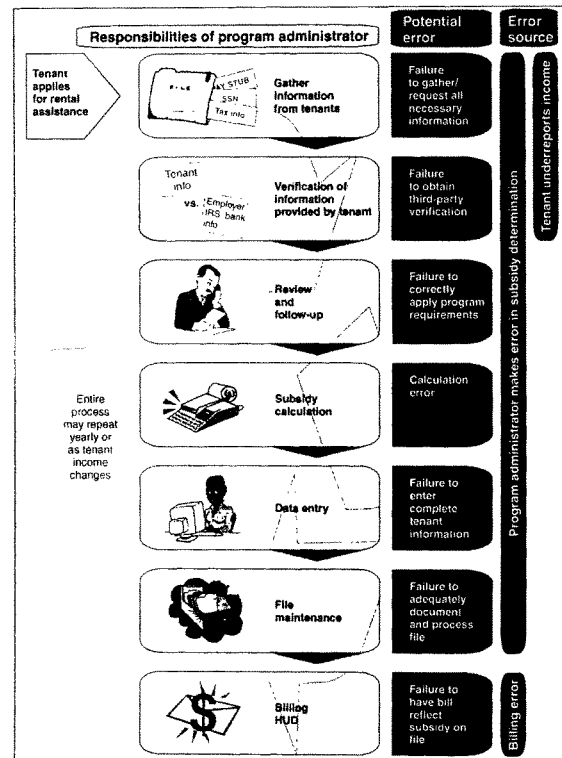 Responsibilities of program administrator
Potential
error
Error
source
Tenant
applies
for rental
assistance
FILE
STUB
SSN
Tax info
Gather
information
from tenants
Failure
to gather/
request all
necessary
information
Tenant underreports income
Tenant
info
vs.
Employer
IRS bank
info
Verification of
information
provided by tenant
Failure
to obtain
third-party
verification
Program administrator makes error in subsidy determination
Review
and
follow-up
Failure to
correctly
apply program
requirements
Entire
process
may repeat
yearly or
as tenant
income
changes
Subsidy
calculation
Calculation
error
Data entry
Failure to
enter
complete
tenant
information
File
maintenance
Failure to
adequately
document
and process
file
$
Billing
HUD
Failure to
have bill
reflect
subsidy on
file
Billing error